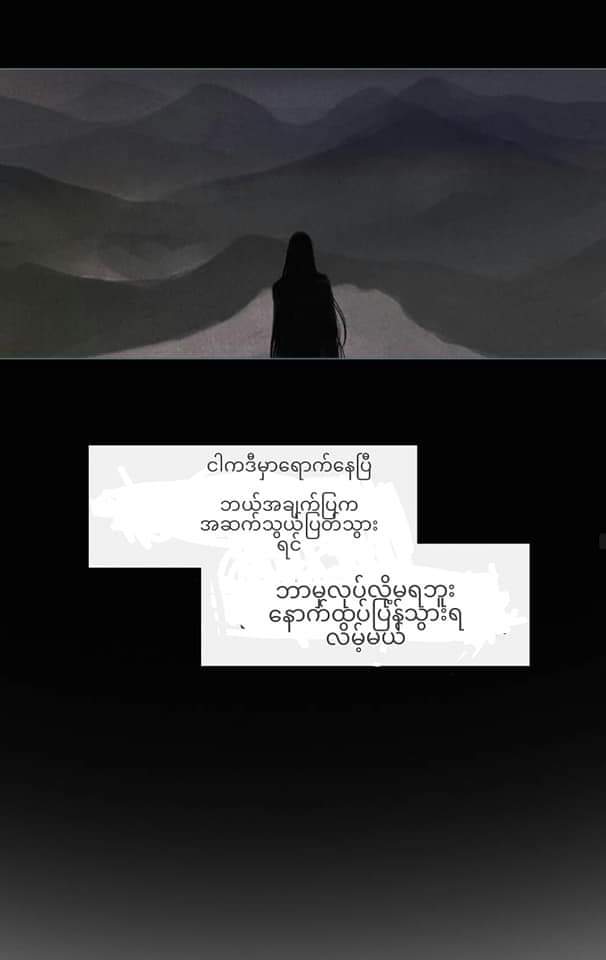 ငါကဒီမှာရောက်နေပြီ
ဘယ်အချက်ပြက
အဆက်သွယ်ပြတ်သွား
ရင်
ဘာမှလုပ်လို့မရဘူး
နောက်ထပ်ပြန်သွားရ
လိမ့်မယ်